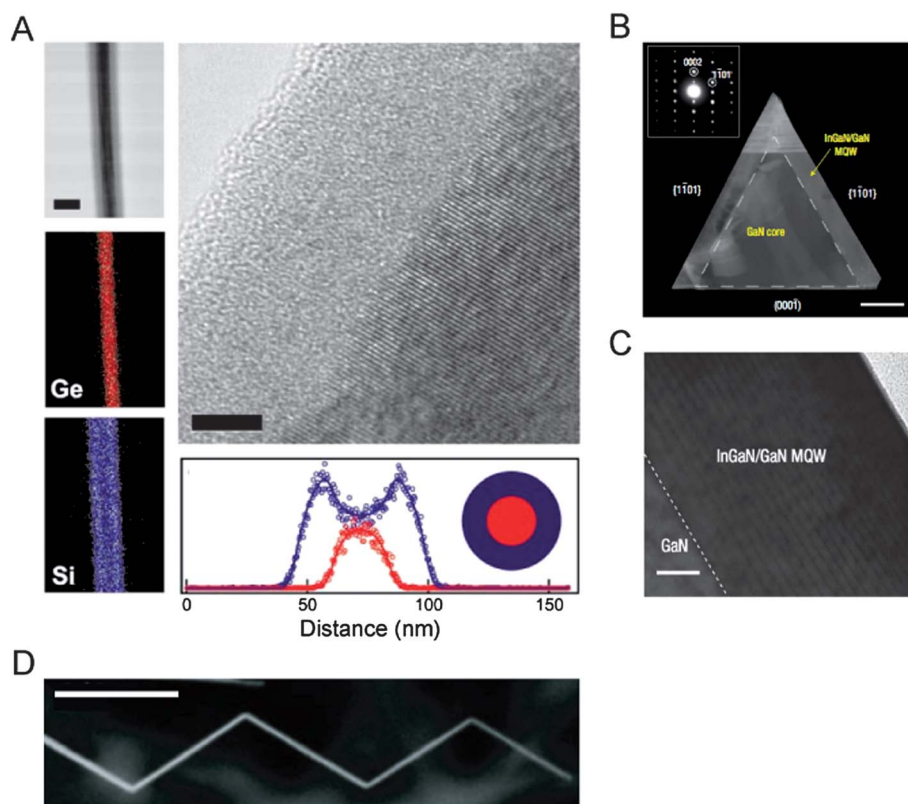 A
Ge
Si
0
50
100
150
Distance (nm)
B
0002
1̄101
InGaN/GaN
MQW
{11̄01}
{11̄01}
GaN core
(0001̄)
C
InGaN/GaN MQW
GaN
D